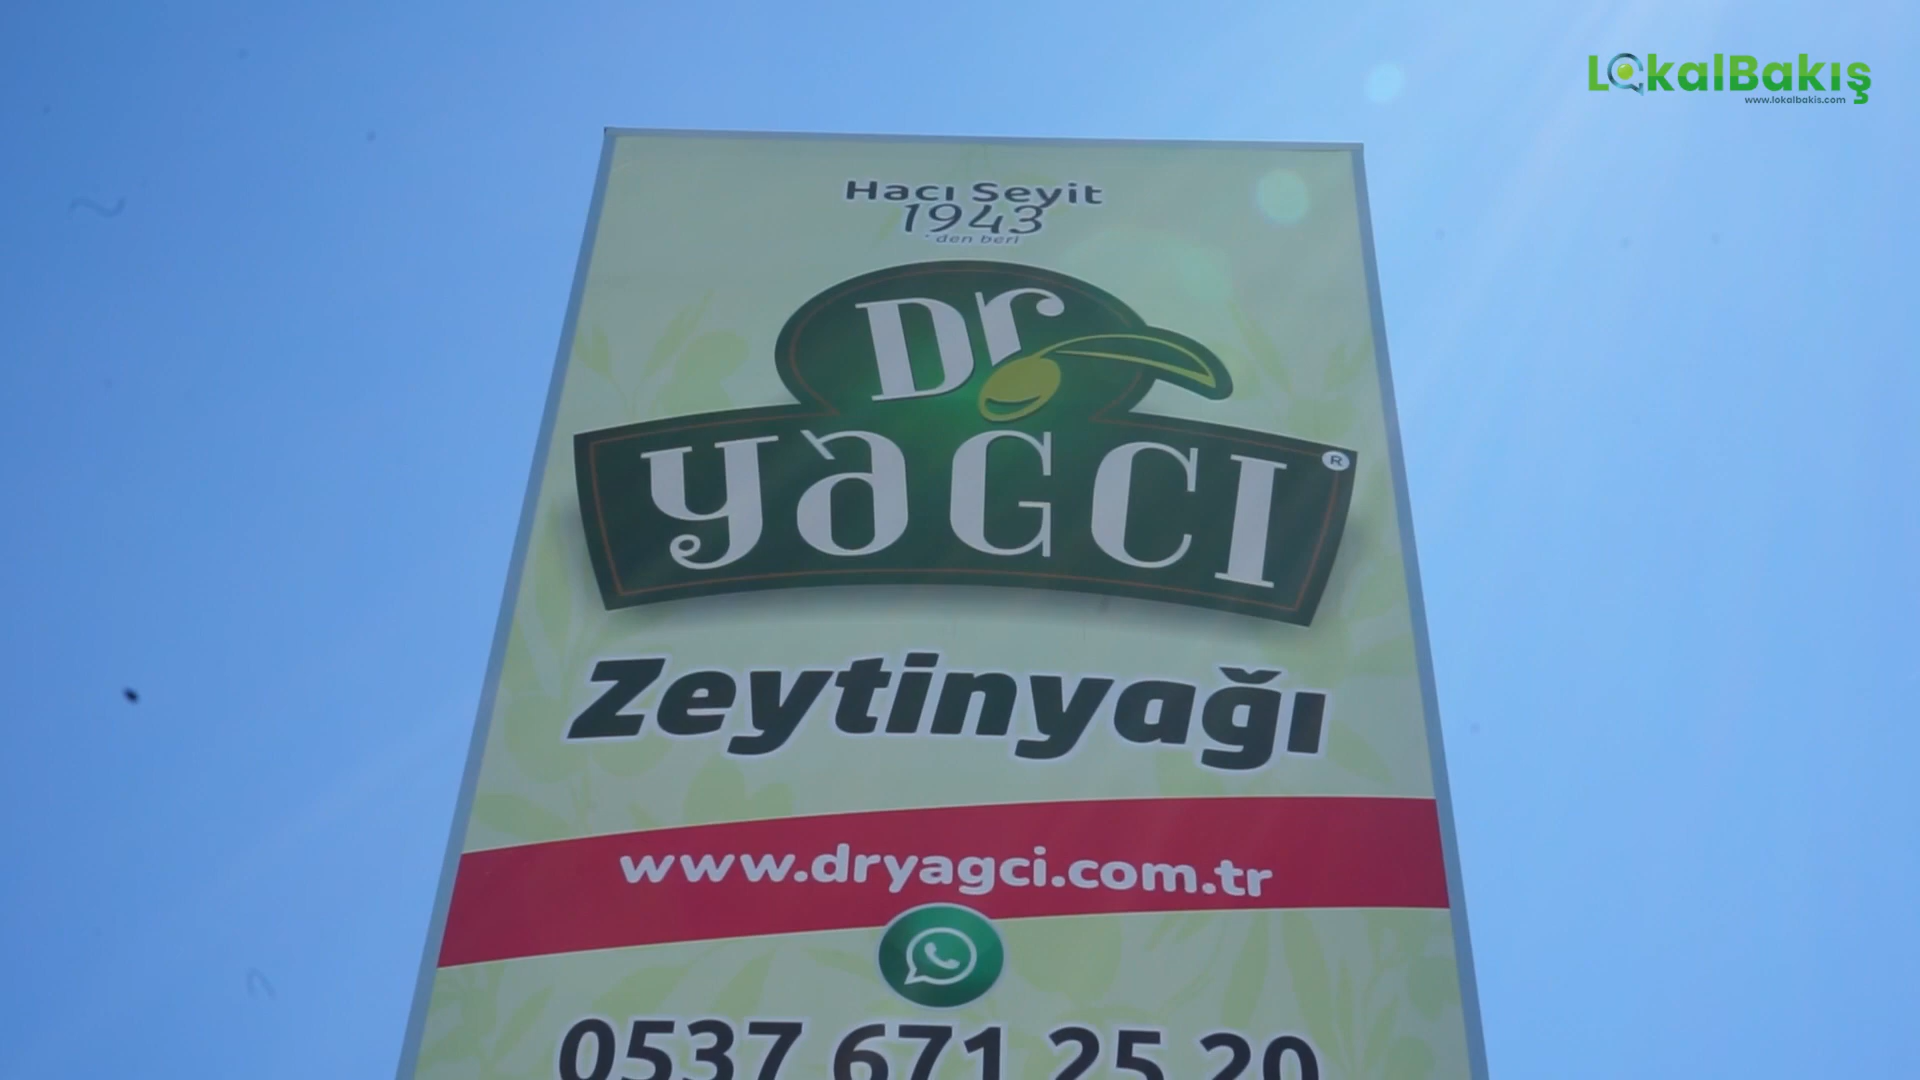 LokalBakış
www.lokalbakis.com
Hacı Seyit
1943
'den beri
Dr
YAGCI
®
Zeytinyağı
www.dryagci.com.tr
0537 671 25 20